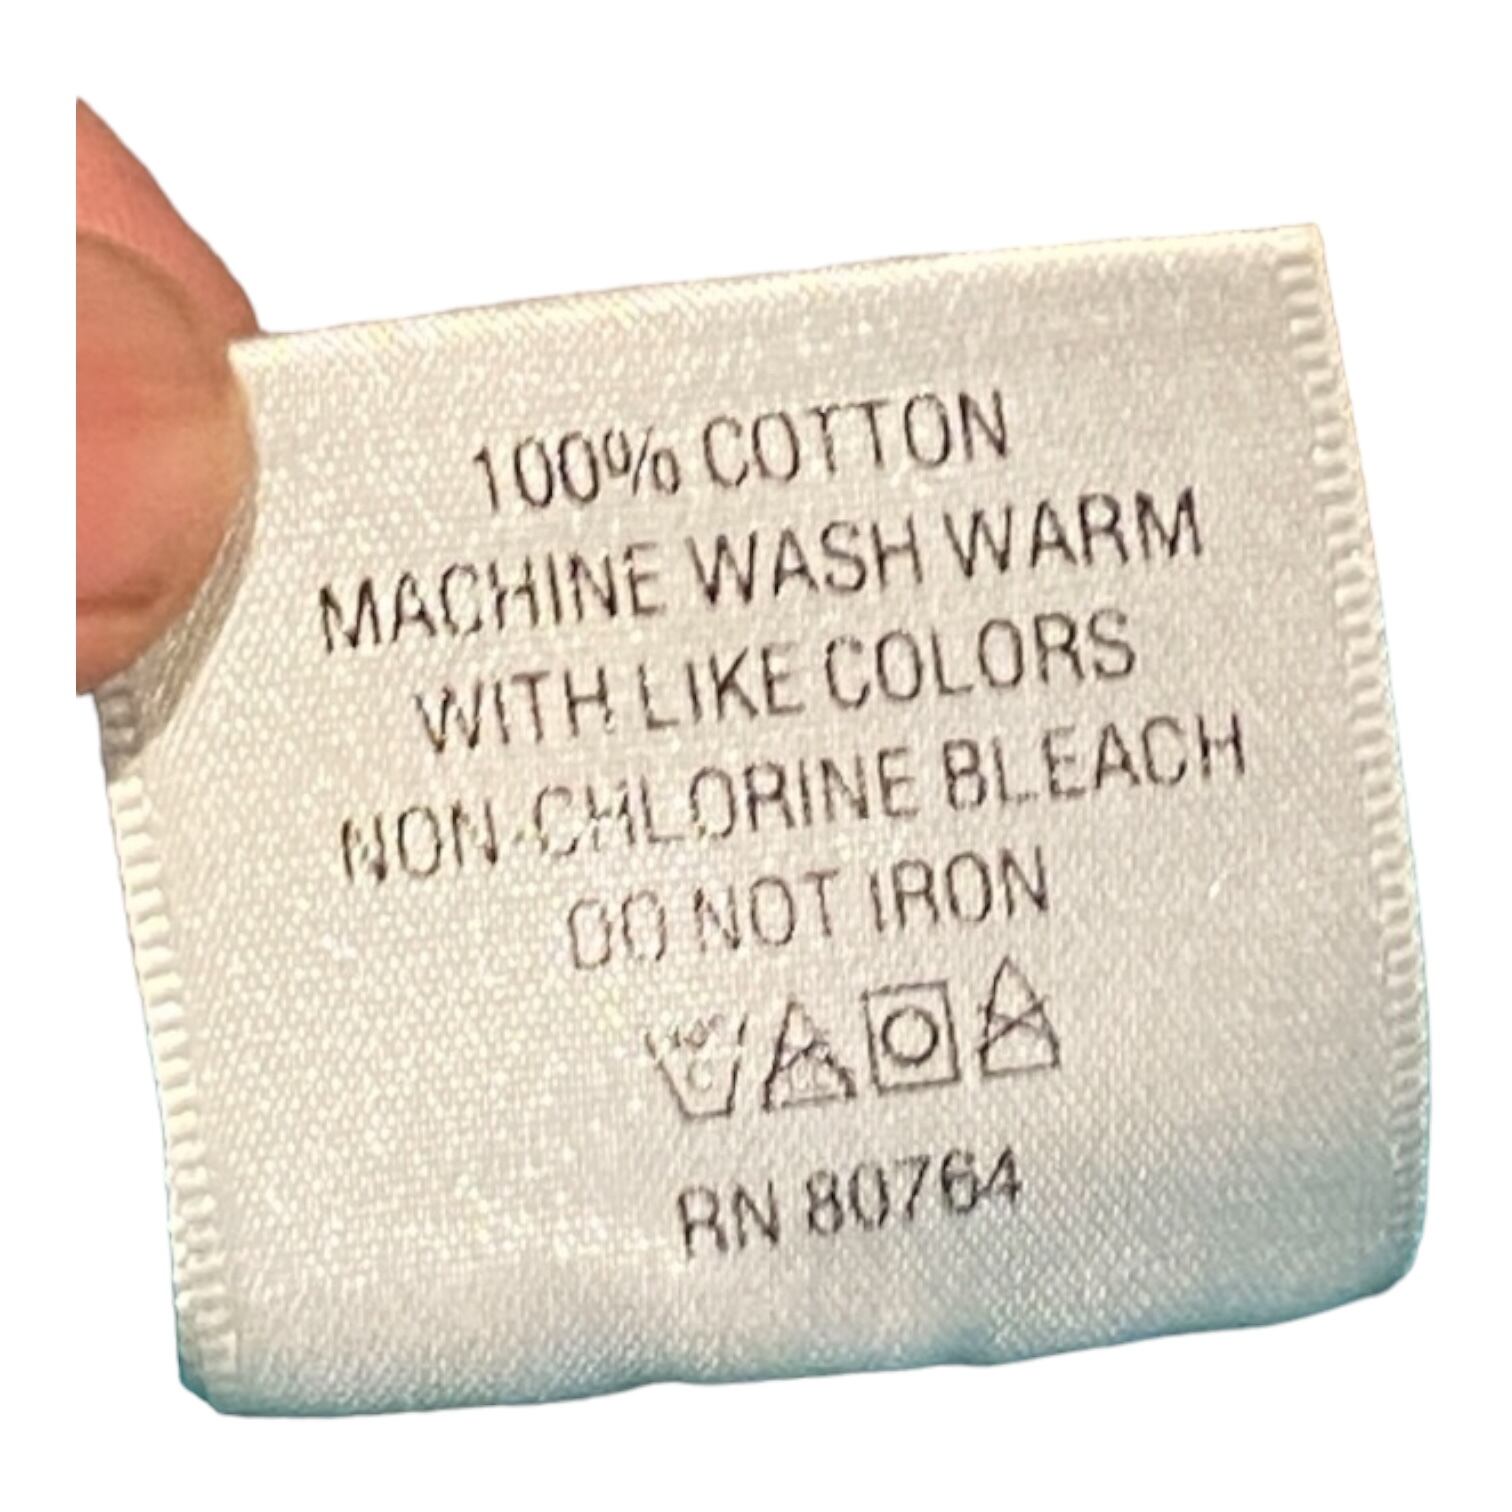 100% COTTON
MACHINE WASH WARM
WITH LIKE COLORS
NON-CHLORINE BLEACH
DO NOT IRON
RN 80764